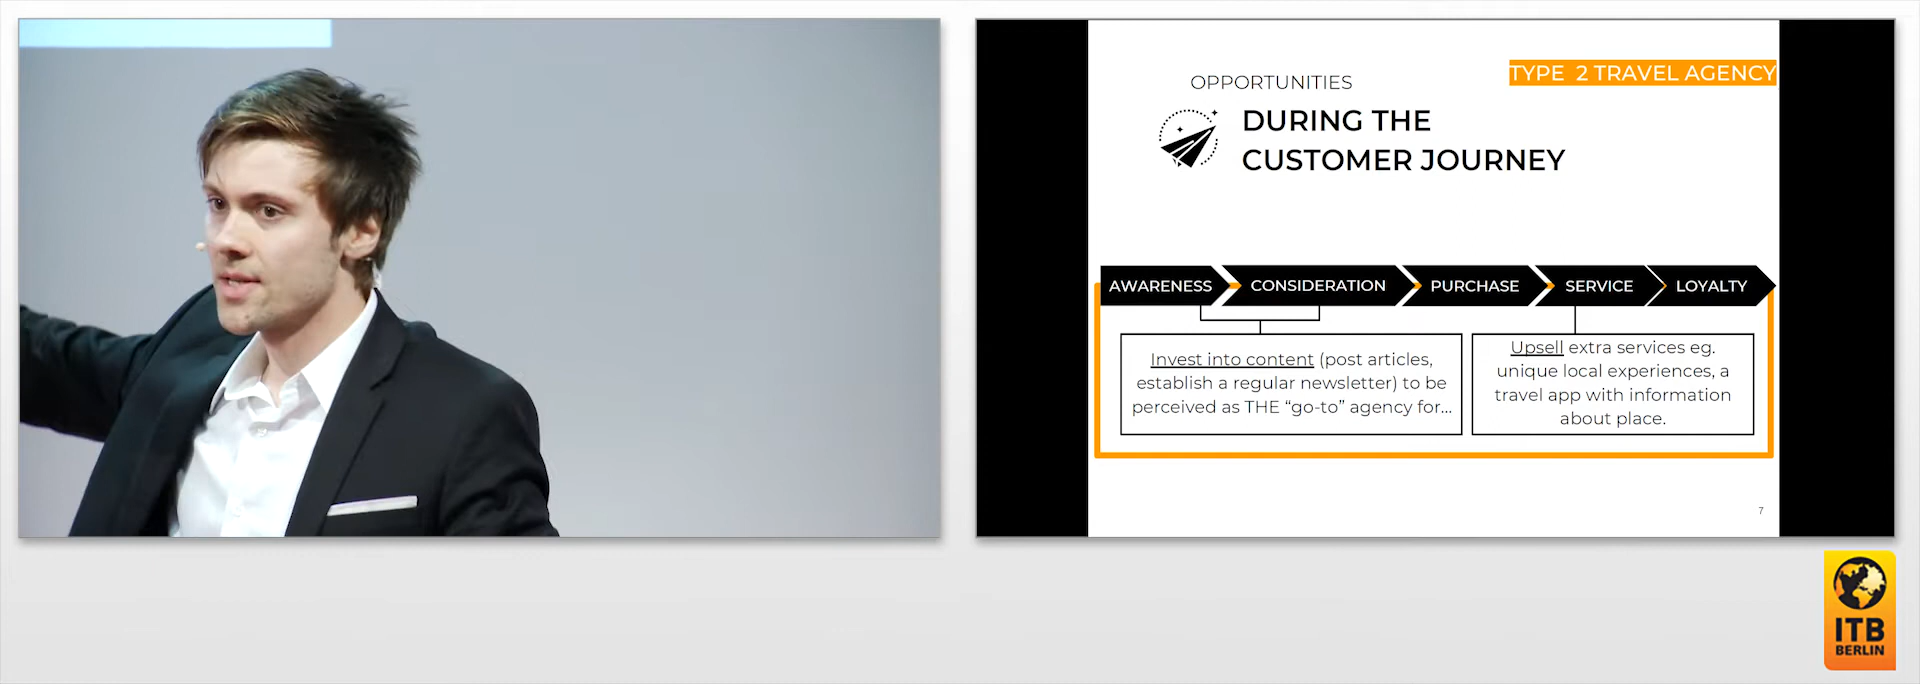 TYPE 2 TRAVEL AGENCY
OPPORTUNITIES
DURING THE
CUSTOMER JOURNEY
AWARENESS
CONSIDERATION
PURCHASE
SERVICE
LOYALTY
Invest into content (post articles,
establish a regular newsletter) to be
perceived as THE “go-to” agency for...
Upsell extra services eg.
unique local experiences, a
travel app with information
about place.
7
ITB
BERLIN